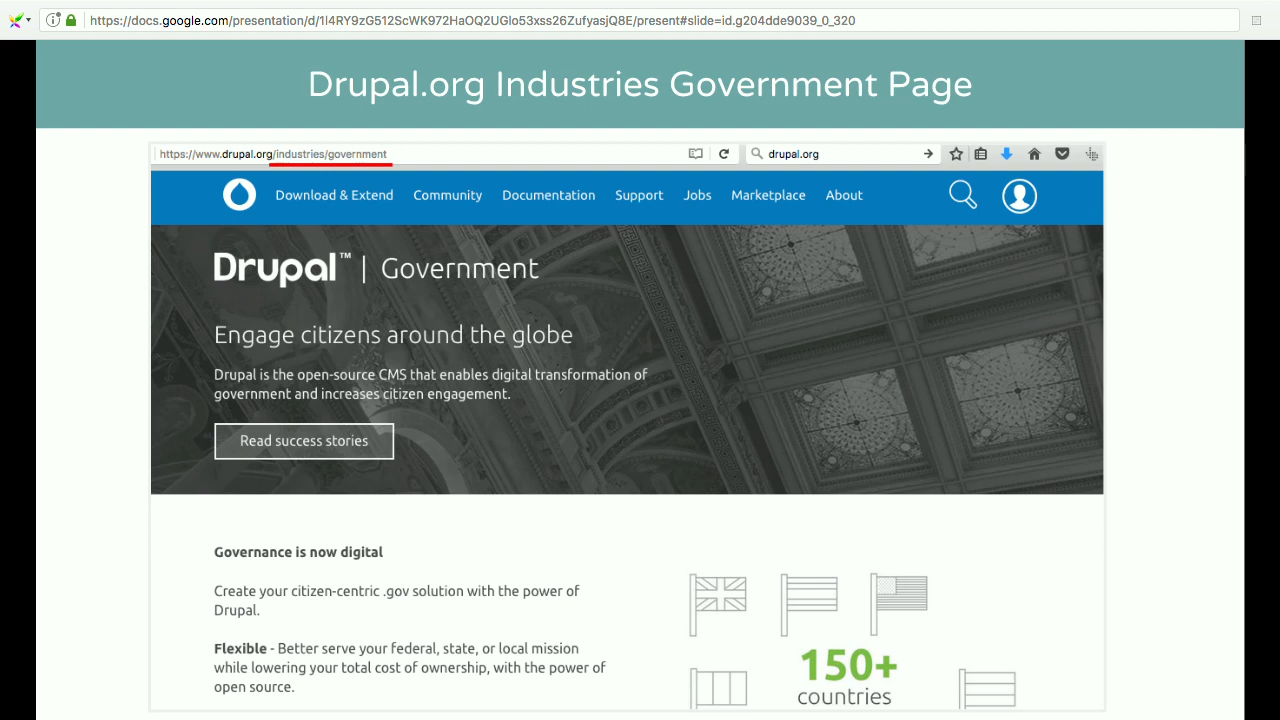 https://docs.google.com/presentation/d/1l4RY9zG512ScWK972HaOQ2UGlo53xss26ZufyasjQ8E/present#slide=id.g204dde9039_0_320
Drupal.org Industries Government Page
https://www.drupal.org/industries/government
drupal.org
Download & Extend Community Documentation Support Jobs Marketplace About
Drupal™ | Government
Engage citizens around the globe
Drupal is the open-source CMS that enables digital transformation of
government and increases citizen engagement.
Read success stories
Governance is now digital
Create your citizen-centric .gov solution with the power of
Drupal.
Flexible - Better serve your federal, state, or local mission
while lowering your total cost of ownership, with the power of
open source.
150+
countries